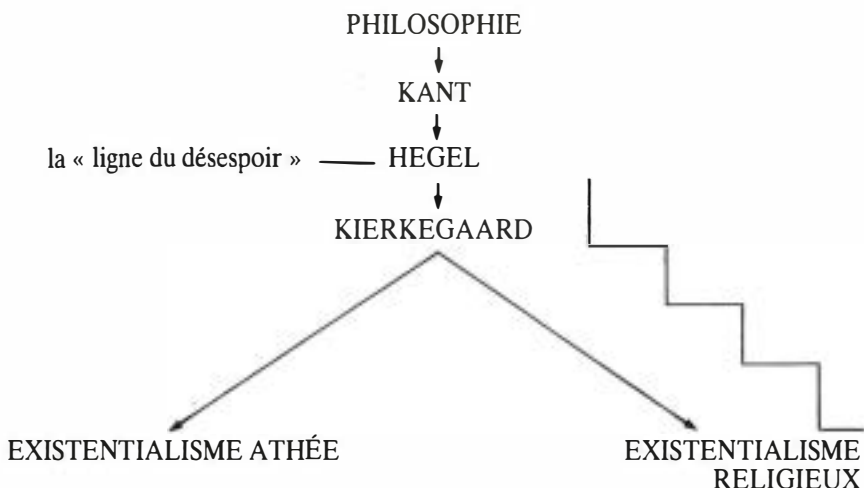 PHILOSOPHIE
KANT
la « ligne du désespoir »
HEGEL
KIERKEGAARD
EXISTENTIALISME ATHÉE
EXISTENTIALISME
RELIGIEUX